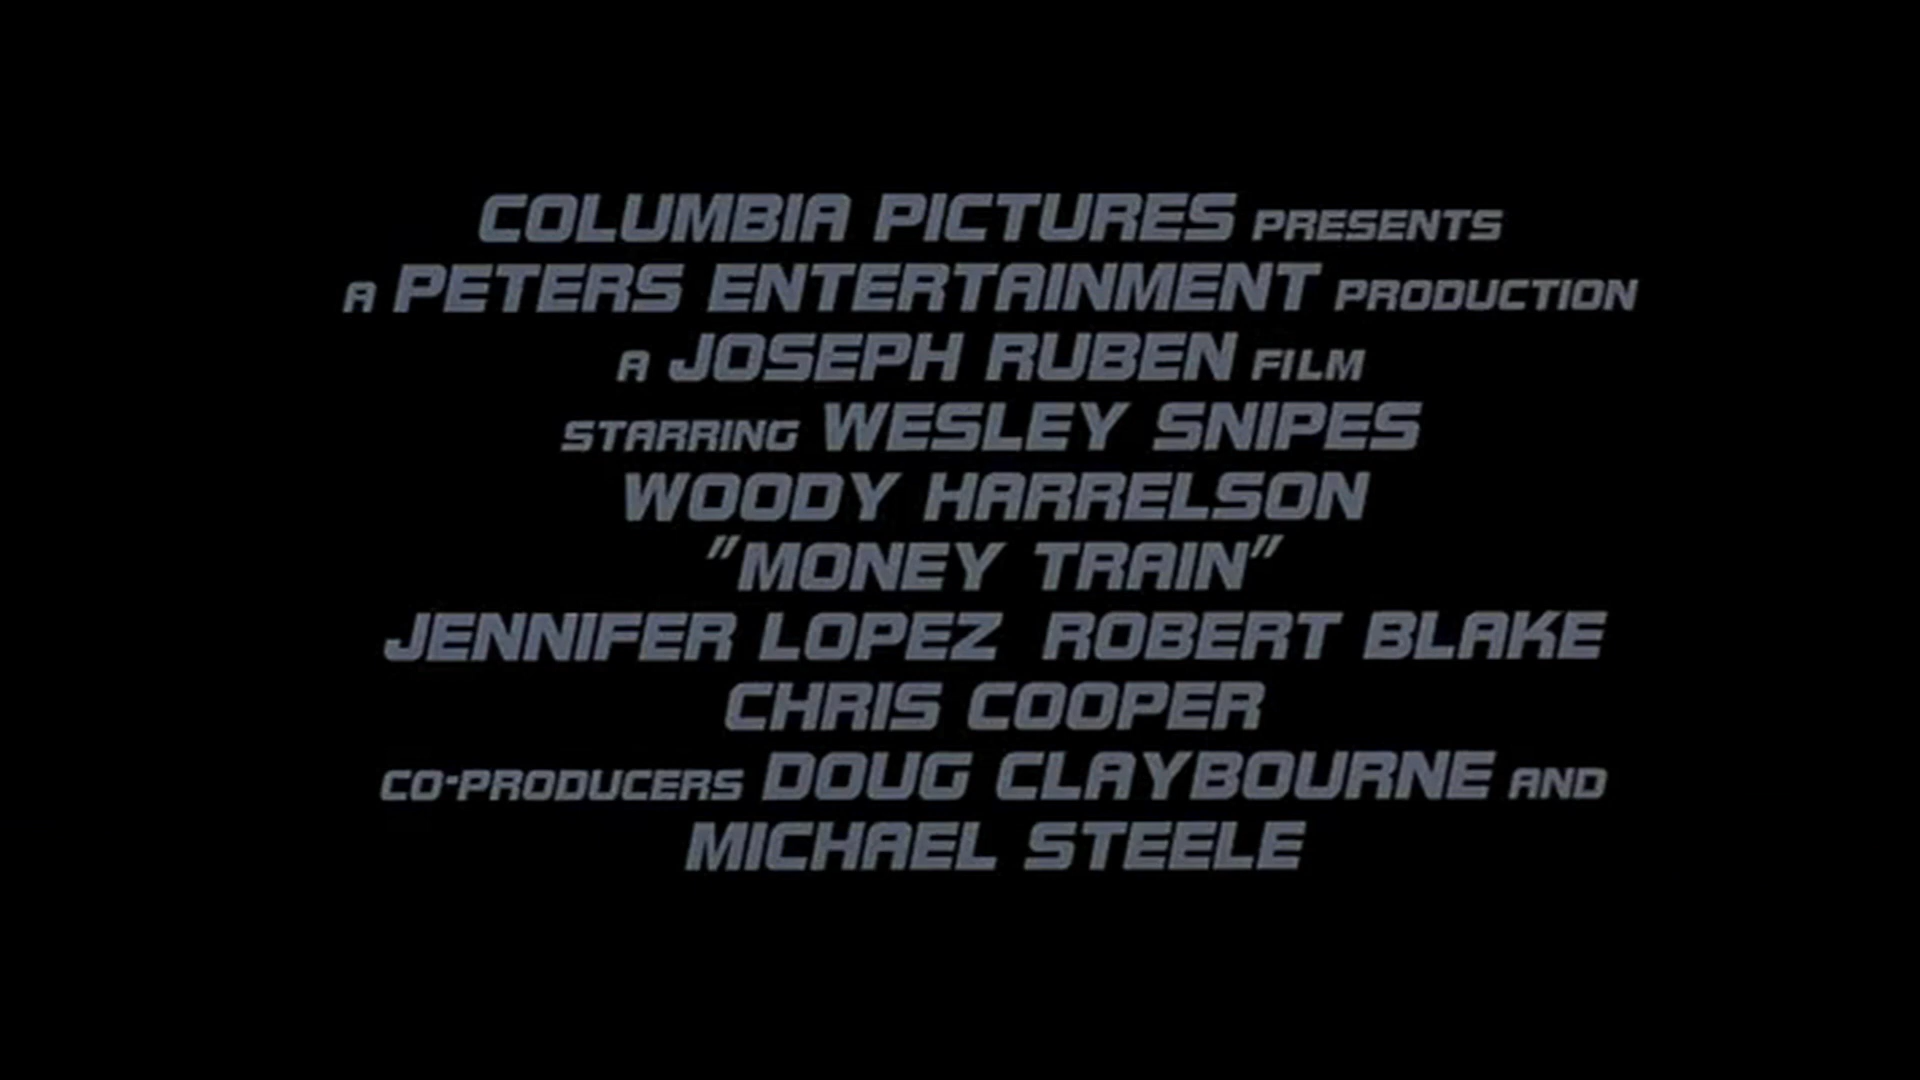 COLUMBIA PICTURES PRESENTS
A PETERS ENTERTAINMENT PRODUCTION
A JOSEPH RUBEN FILM
STARRING WESLEY SNIPES
WOODY HARRELSON
"MONEY TRAIN"
JENNIFER LOPEZ ROBERT BLAKE
CHRIS COOPER
CO-PRODUCERS DOUG CLAYBOURNE AND
MICHAEL STEELE